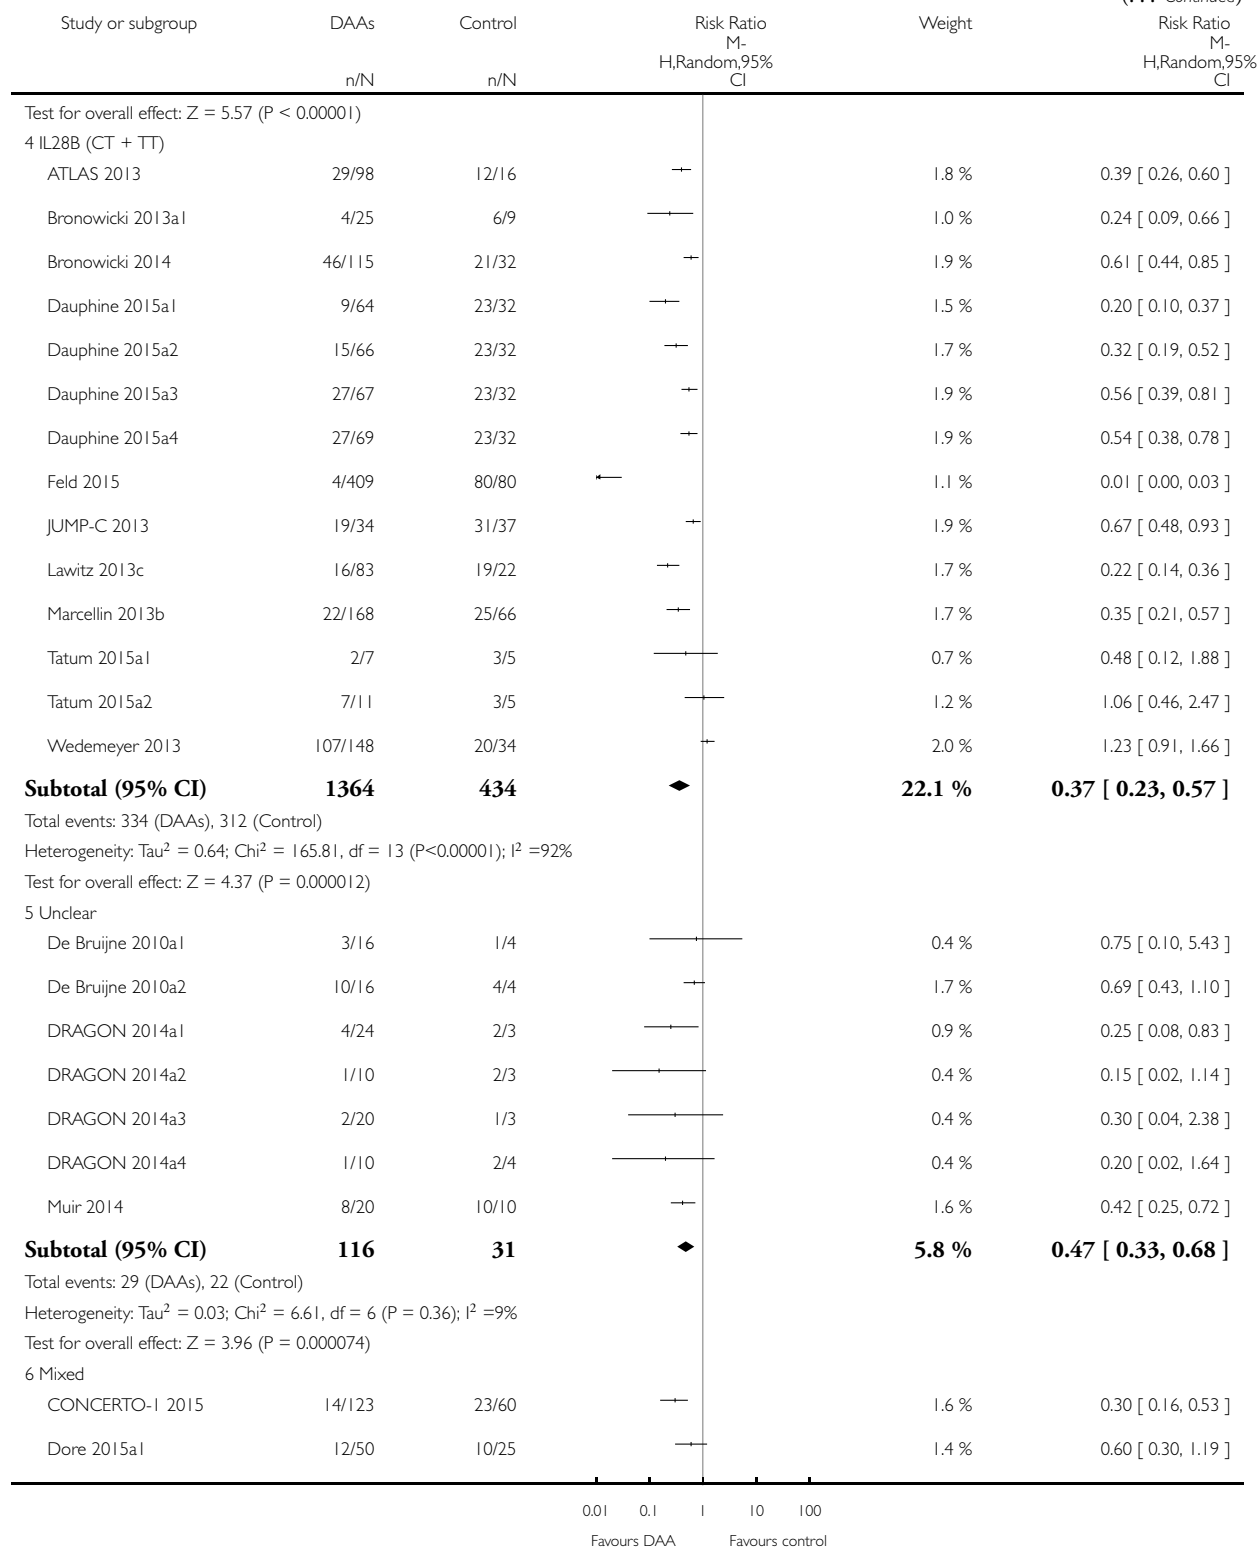 (... Continued)
Study or subgroup DAAs Control Risk Ratio Weight Risk Ratio
n/N n/N M-H,Random,95% CI M-H,Random,95% CI
Test for overall effect: Z = 5.57 (P < 0.00001)
4 IL28B (CT + TT)
ATLAS 2013 29/98 12/16 1.8 % 0.39 [ 0.26, 0.60 ]
Bronowicki 2013a1 4/25 6/9 1.0 % 0.24 [ 0.09, 0.66 ]
Bronowicki 2014 46/115 21/32 1.9 % 0.61 [ 0.44, 0.85 ]
Dauphine 2015a1 9/64 23/32 1.5 % 0.20 [ 0.10, 0.37 ]
Dauphine 2015a2 15/66 23/32 1.7 % 0.32 [ 0.19, 0.52 ]
Dauphine 2015a3 27/67 23/32 1.9 % 0.56 [ 0.39, 0.81 ]
Dauphine 2015a4 27/69 23/32 1.9 % 0.54 [ 0.38, 0.78 ]
Feld 2015 4/409 80/80 1.1 % 0.01 [ 0.00, 0.03 ]
JUMP-C 2013 19/34 31/37 1.9 % 0.67 [ 0.48, 0.93 ]
Lawitz 2013c 16/83 19/22 1.7 % 0.22 [ 0.14, 0.36 ]
Marcellin 2013b 22/168 25/66 1.7 % 0.35 [ 0.21, 0.57 ]
Tatum 2015a1 2/7 3/5 0.7 % 0.48 [ 0.12, 1.88 ]
Tatum 2015a2 7/11 3/5 1.2 % 1.06 [ 0.46, 2.47 ]
Wedemeyer 2013 107/148 20/34 2.0 % 1.23 [ 0.91, 1.66 ]
Subtotal (95% CI) 1364 434 22.1 % 0.37 [ 0.23, 0.57 ]
Total events: 334 (DAAs), 312 (Control)
Heterogeneity: Tau² = 0.64; Chi² = 165.81, df = 13 (P<0.00001); I² =92%
Test for overall effect: Z = 4.37 (P = 0.000012)
5 Unclear
De Bruijne 2010a1 3/16 1/4 0.4 % 0.75 [ 0.10, 5.43 ]
De Bruijne 2010a2 10/16 4/4 1.7 % 0.69 [ 0.43, 1.10 ]
DRAGON 2014a1 4/24 2/3 0.9 % 0.25 [ 0.08, 0.83 ]
DRAGON 2014a2 1/10 2/3 0.4 % 0.15 [ 0.02, 1.14 ]
DRAGON 2014a3 2/20 1/3 0.4 % 0.30 [ 0.04, 2.38 ]
DRAGON 2014a4 1/10 2/4 0.4 % 0.20 [ 0.02, 1.64 ]
Muir 2014 8/20 10/10 1.6 % 0.42 [ 0.25, 0.72 ]
Subtotal (95% CI) 116 31 5.8 % 0.47 [ 0.33, 0.68 ]
Total events: 29 (DAAs), 22 (Control)
Heterogeneity: Tau² = 0.03; Chi² = 6.61, df = 6 (P = 0.36); I² =9%
Test for overall effect: Z = 3.96 (P = 0.000074)
6 Mixed
CONCERTO-1 2015 14/123 23/60 1.6 % 0.30 [ 0.16, 0.53 ]
Dore 2015a1 12/50 10/25 1.4 % 0.60 [ 0.30, 1.19 ]
0.01 0.1 1 10 100
Favours DAA Favours control